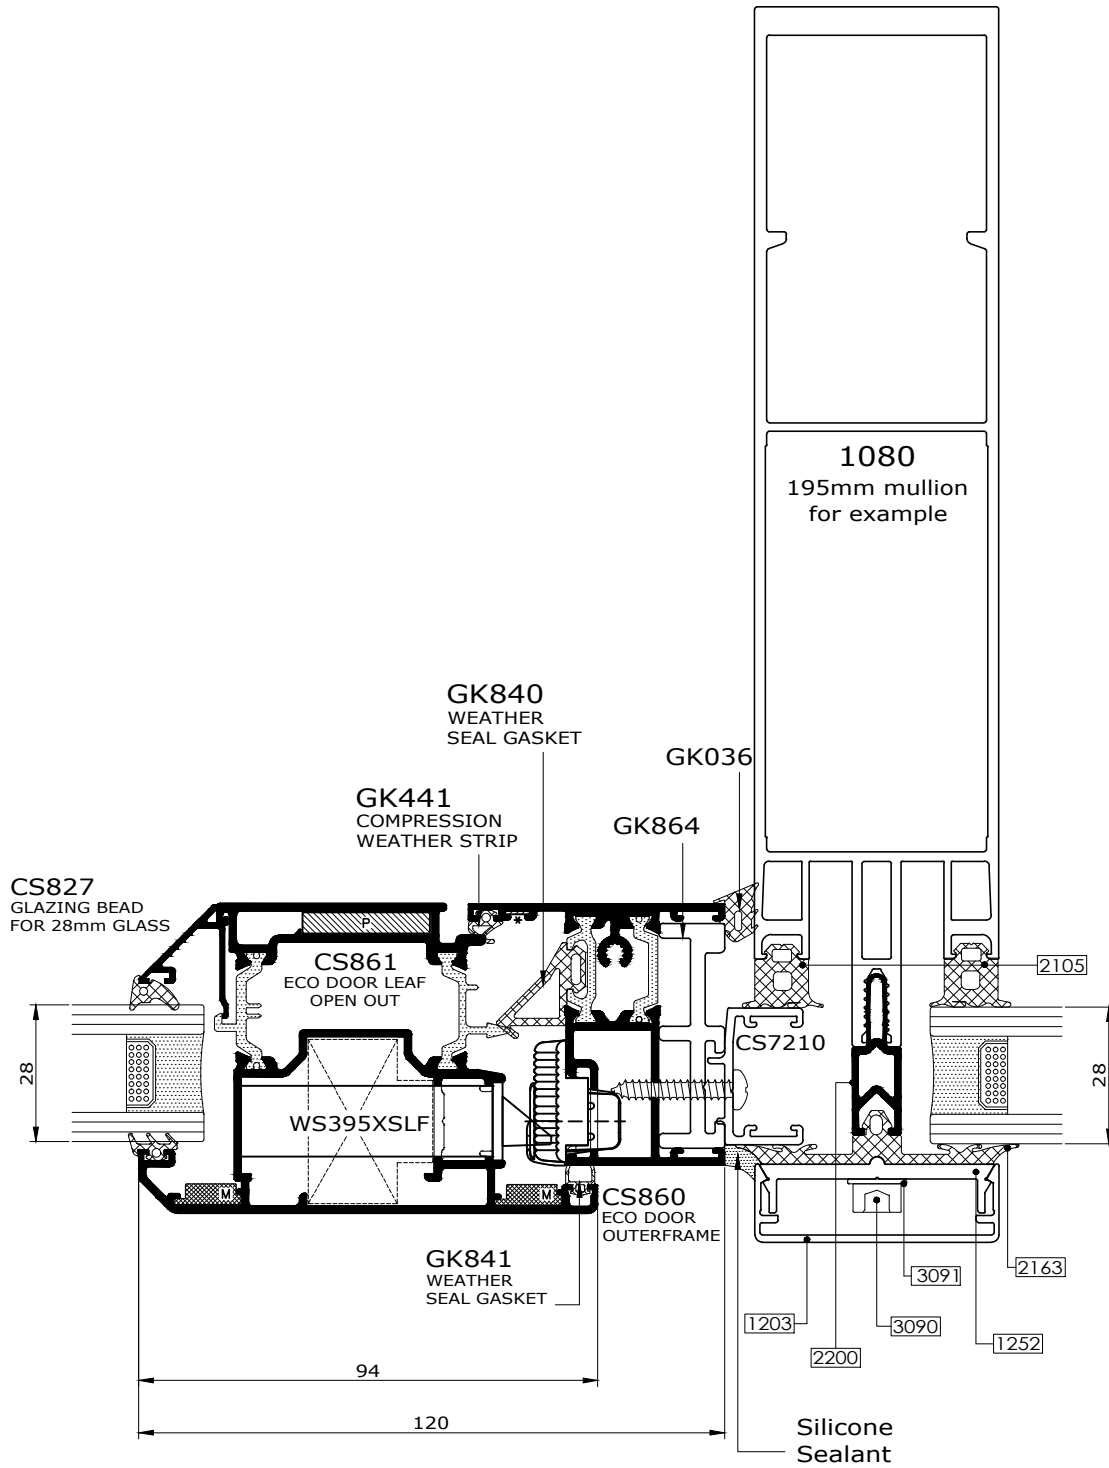 1080
195mm mullion
for example
2105
GK840
WEATHER
SEAL GASKET
GK036
GK441
COMPRESSION
WEATHER STRIP
GK864
CS827
GLAZING BEAD
FOR 28mm GLASS
P
*
CS861
ECO DOOR LEAF
OPEN OUT
CS7210
28
28
WS395XSLF
M
M
CS860
ECO DOOR
OUTERFRAME
GK841
WEATHER
SEAL GASKET
2163
3091
1203
3090
1252
2200
94
120
Silicone
Sealant